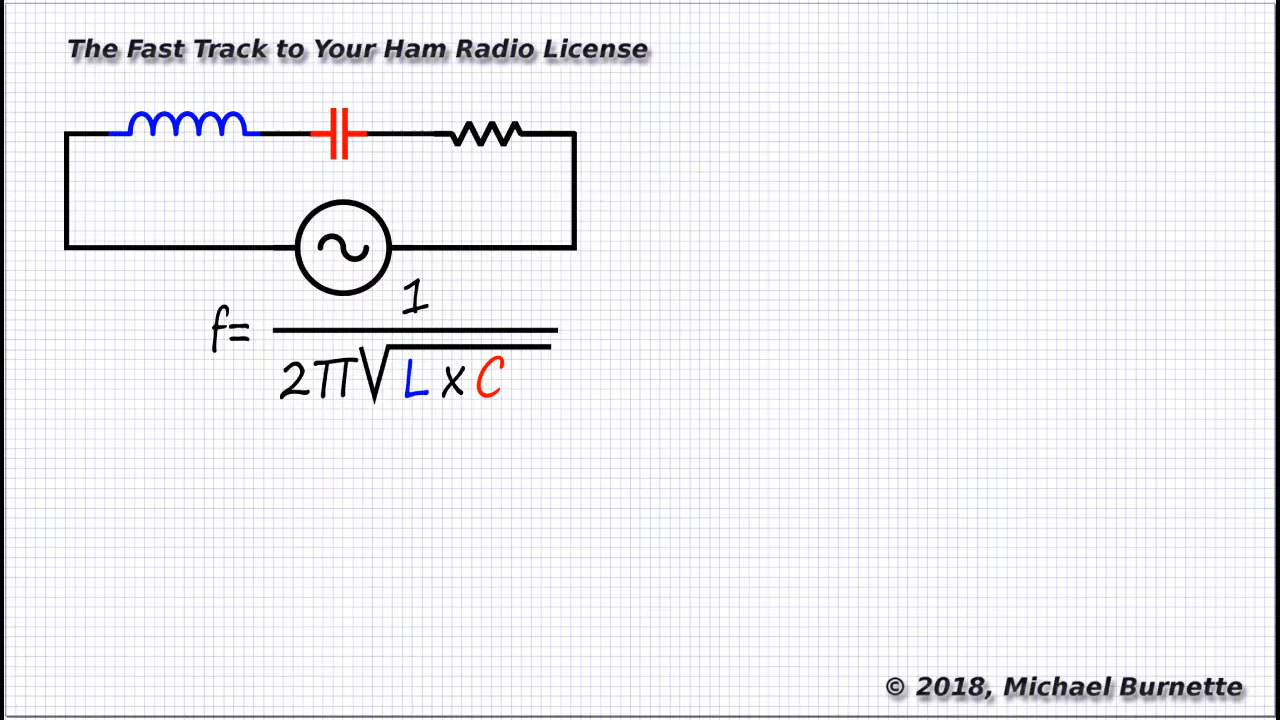 The Fast Track to Your Ham Radio License
1
f=
2π√L x C
© 2018, Michael Burnette